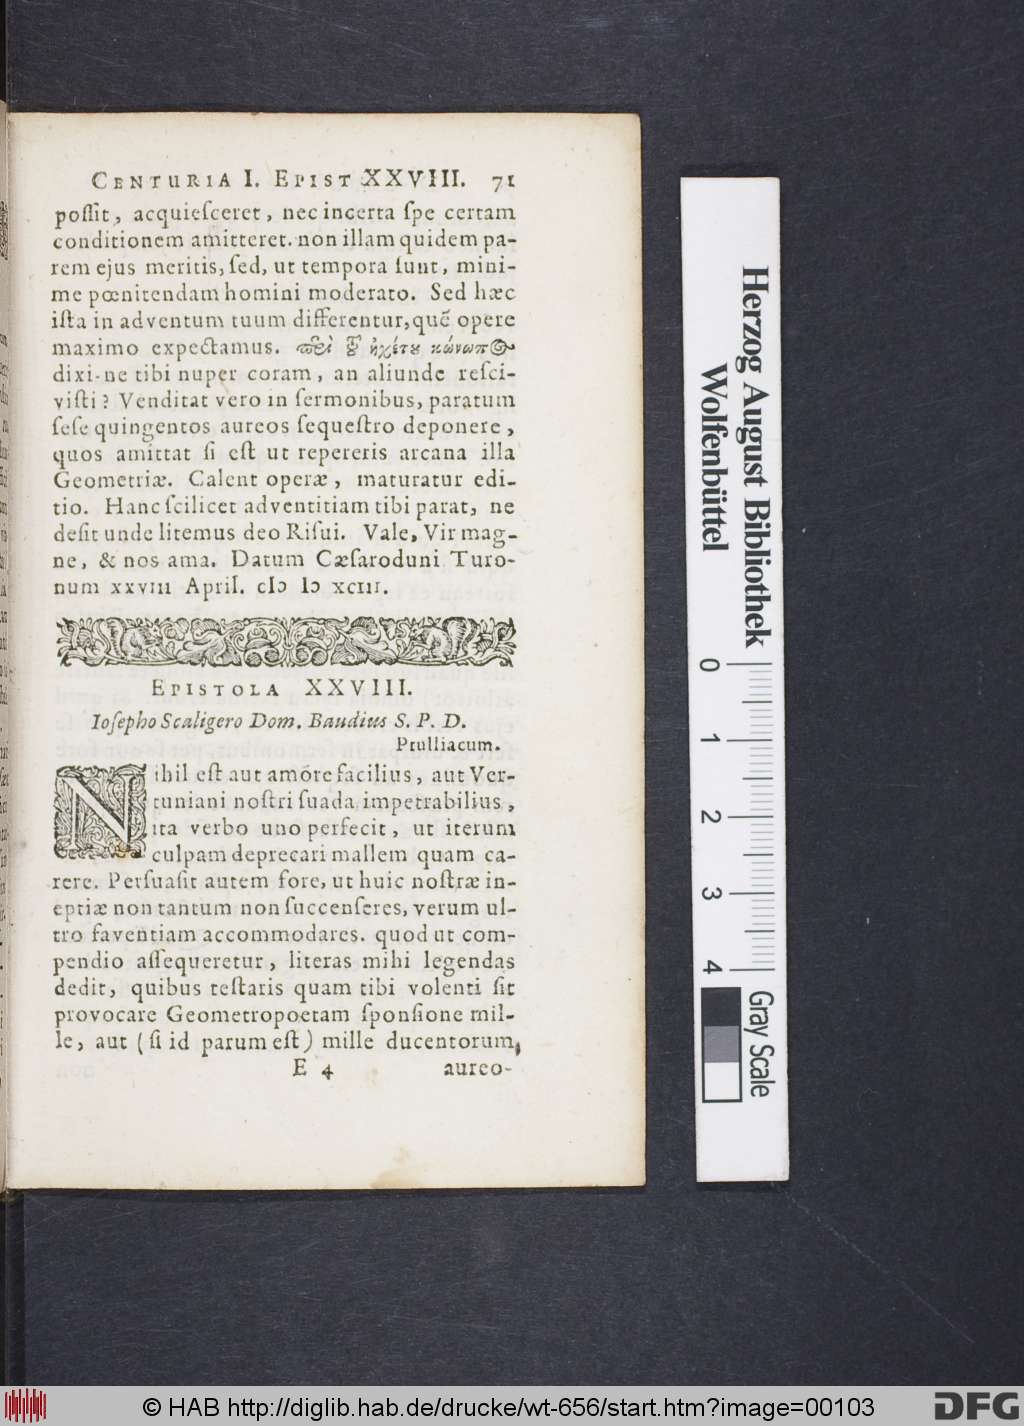 CENTURIA I. EPIST XXVIII. 71
poſſit, acquieſceret, nec incerta ſpe certam
conditionem amitteret. non illam quidem pa-
rem ejus meritis, ſed, ut tempora ſunt, mini-
me pœnitendam homini moderato. Sed hæc
iſta in adventum tuum differentur, quē opere
maximo expectamus.
dixi-ne tibi nuper coram, an aliunde reſci-
viſti? Venditat vero in ſermonibus, paratum
ſeſe quingentos aureos ſequeſtro deponere,
quos amittat ſi eſt ut repereris arcana illa
Geometriæ. Calent operæ, maturatur edi-
tio. Hanc ſcilicet adventitiam tibi parat, ne
deſit unde litemus deo Riſui. Vale, Vir mag-
ne, & nos ama. Datum Cæſaroduni Turo-
num XXVIII April. cIↄ Iↄ XCIII.
EPISTOLA XXVIII.
Ioſepho Scaligero Dom. Baudius S. P. D.
Prulliacum.
Nihil eſt aut amōre facilius, aut Ver-
tuniani noſtri ſuada impetrabilius,
ita verbo uno perfecit, ut iterum
culpam deprecari mallem quam ca-
rere. Perſuaſit autem fore, ut huic noſtræ in-
eptiæ non tantum non ſuccenſeres, verum ul-
tro faventiam accommodares. quod ut com-
pendio aſſequeretur, literas mihi legendas
dedit, quibus teſtaris quam tibi volenti ſit
provocare Geometropoetam ſponſione mil-
le, aut (ſi id parum eſt) mille ducentorum
E 4 aureo-
Herzog August Bibliothek
Wolfenbüttel
0
1
2
3
4
Gray Scale
© HAB http://diglib.hab.de/drucke/wt-656/start.htm?image=00103
DFG